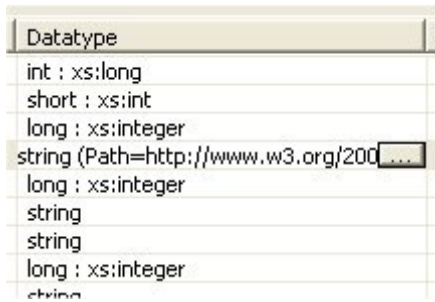 Datatype
int : xs:long
short : xs:int
long : xs:integer
string (Path=http://www.w3.org/200 ...
long : xs:integer
string
string
long : xs:integer
string